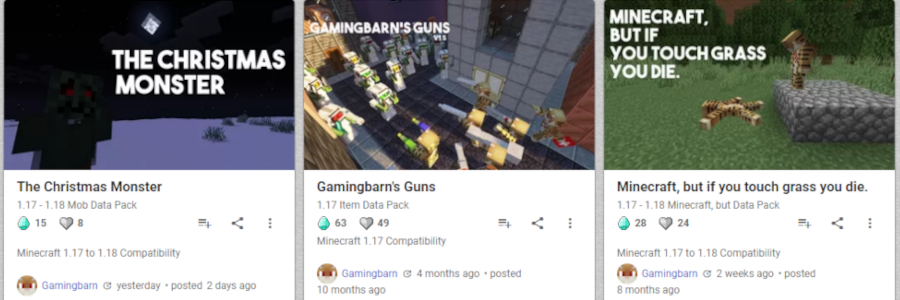 THE CHRISTMAS
MONSTER
The Christmas Monster
1.17 - 1.18 Mob Data Pack
15 8
Minecraft 1.17 to 1.18 Compatibility
Gamingbarn yesterday • posted 2 days ago
GAMINGBARN'S GUNS
V1.5
Gamingbarn's Guns
1.17 Item Data Pack
63 49
Minecraft 1.17 Compatibility
Gamingbarn 4 months ago • posted
10 months ago
MINECRAFT,
BUT IF
YOU TOUCH GRASS
YOU DIE.
Minecraft, but if you touch grass you die.
1.17 - 1.18 Minecraft, but Data Pack
28 24
Minecraft 1.17 to 1.18 Compatibility
Gamingbarn 2 weeks ago • posted
8 months ago